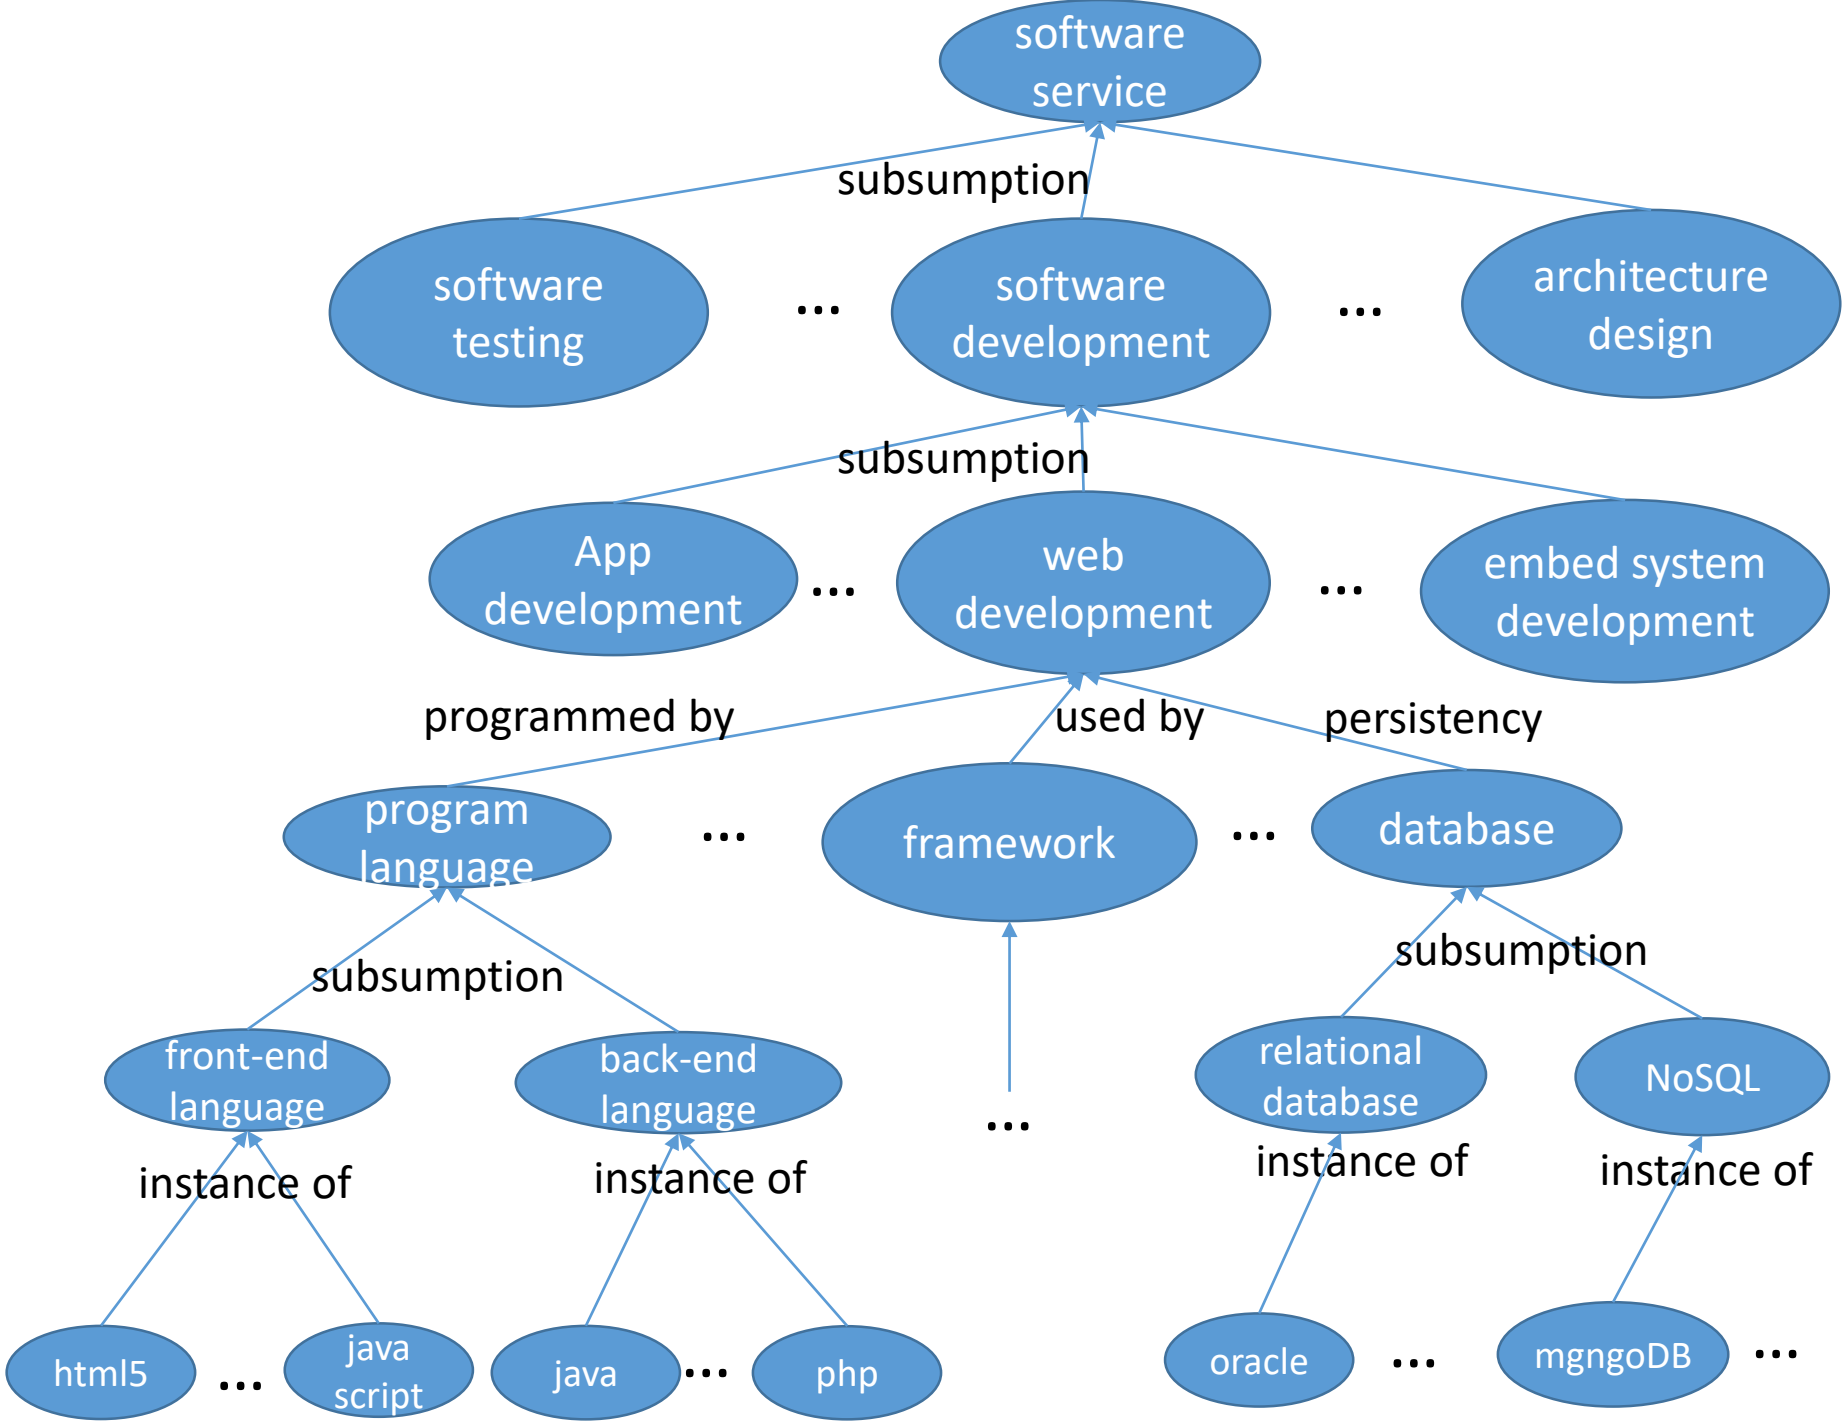 software
service
subsumption
software
testing
...
software
development
...
architecture
design
subsumption
App
development
...
web
development
...
embed system
development
programmed by
used by
persistency
program
language
...
framework
...
database
subsumption
subsumption
front-end
language
back-end
language
...
relational
database
NoSQL
instance of
instance of
instance of
instance of
html5
...
java
script
java
...
php
oracle
...
mgngoDB
...